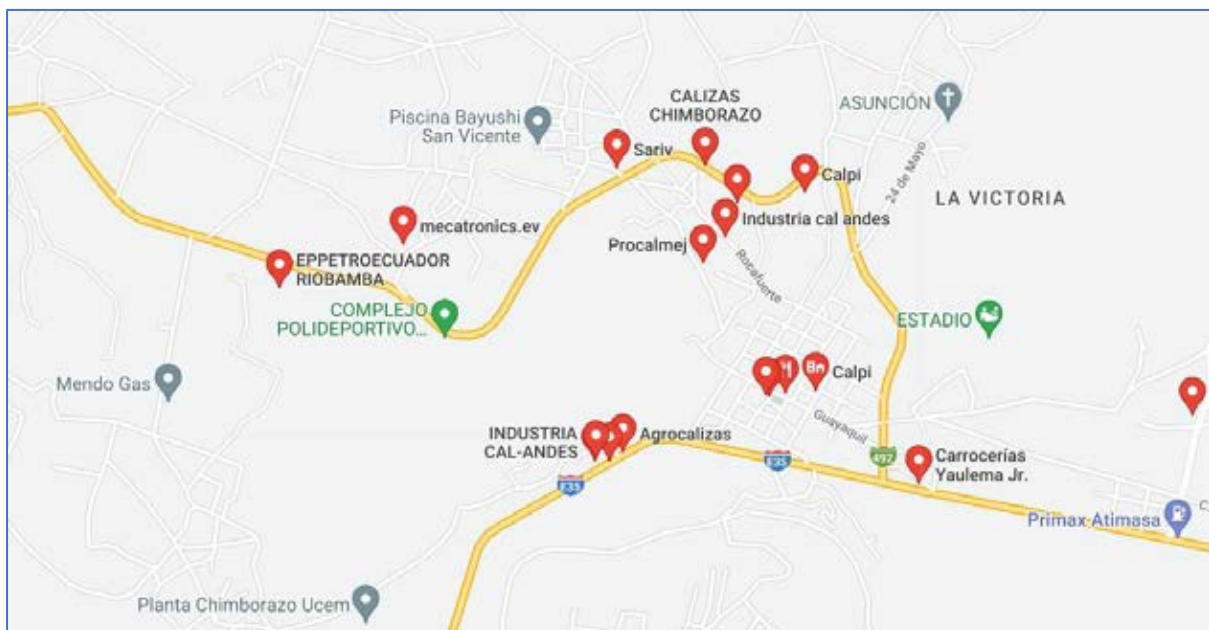 CALIZAS
CHIMBORAZO
ASUNCIÓN
Piscina Bayushi
San Vicente
Sariv
Calpi
24 de Mayo
LA VICTORIA
mecatronics.ev
Industria cal andes
Procalmej
EPPETROECUADOR
RIOBAMBA
Rocafuerte
COMPLEJO
POLIDEPORTIVO...
ESTADIO
Mendo Gas
Calpi
Guayaquil
INDUSTRIA
CAL-ANDES
Agrocalizas
E35
E35
492
Carrocerías
Yaulema Jr.
Primax Atimasa
Planta Chimborazo Ucem